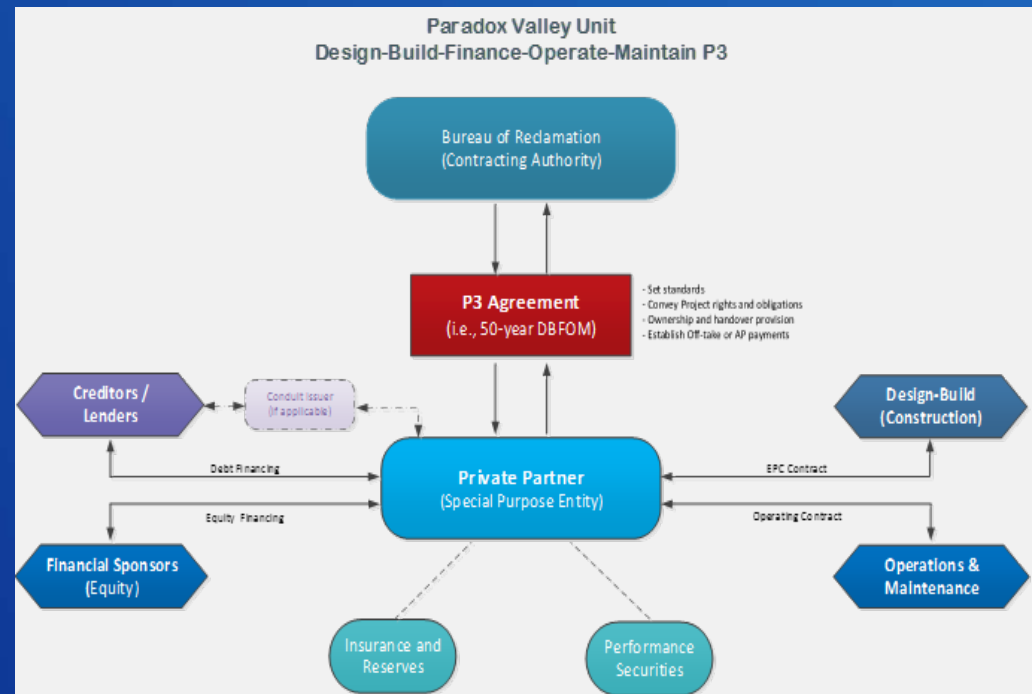 Paradox Valley Unit
Design-Build-Finance-Operate-Maintain P3
Bureau of Reclamation
(Contracting Authority)
P3 Agreement
(i.e., 50-year DBFOM)
- Set standards
- Convey Project rights and obligations
- Ownership and handover provision
- Establish Off-take or AP payments
Creditors /
Lenders
Conduit Issuer
(If applicable)
Design-Build
(Construction)
Debt Financing
Private Partner
(Special Purpose Entity)
EPC Contract
Equity Financing
Operating Contract
Financial Sponsors
(Equity)
Operations &
Maintenance
Insurance and
Reserves
Performance
Securities